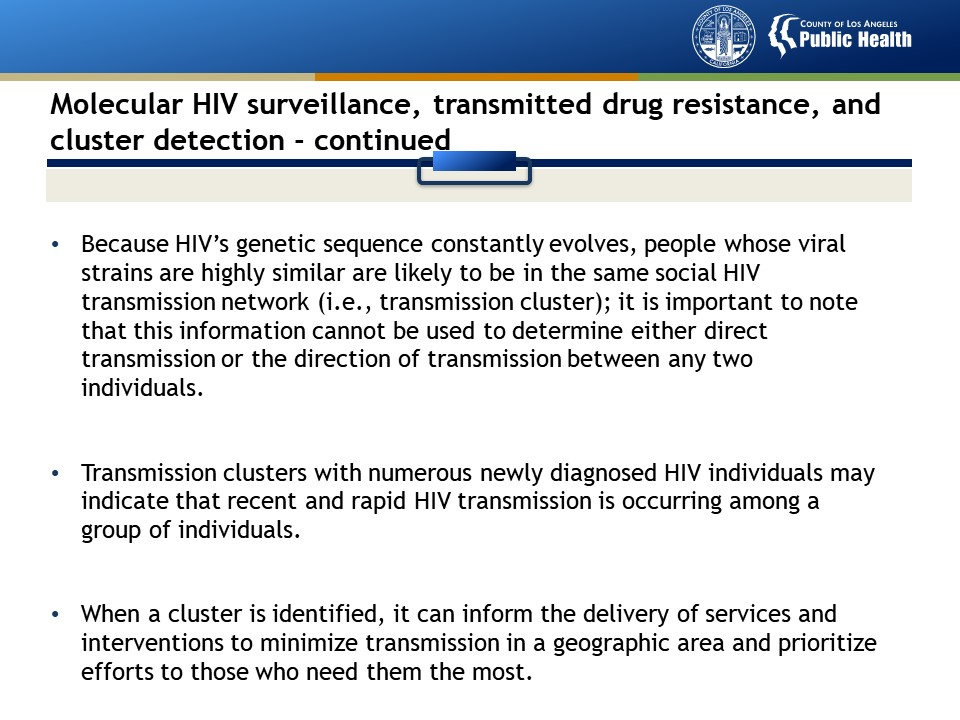 COUNTY OF LOS ANGELES
Public Health
Molecular HIV surveillance, transmitted drug resistance, and
cluster detection - continued
• Because HIV’s genetic sequence constantly evolves, people whose viral
strains are highly similar are likely to be in the same social HIV
transmission network (i.e., transmission cluster); it is important to note
that this information cannot be used to determine either direct
transmission or the direction of transmission between any two
individuals.
• Transmission clusters with numerous newly diagnosed HIV individuals may
indicate that recent and rapid HIV transmission is occurring among a
group of individuals.
• When a cluster is identified, it can inform the delivery of services and
interventions to minimize transmission in a geographic area and prioritize
efforts to those who need them the most.